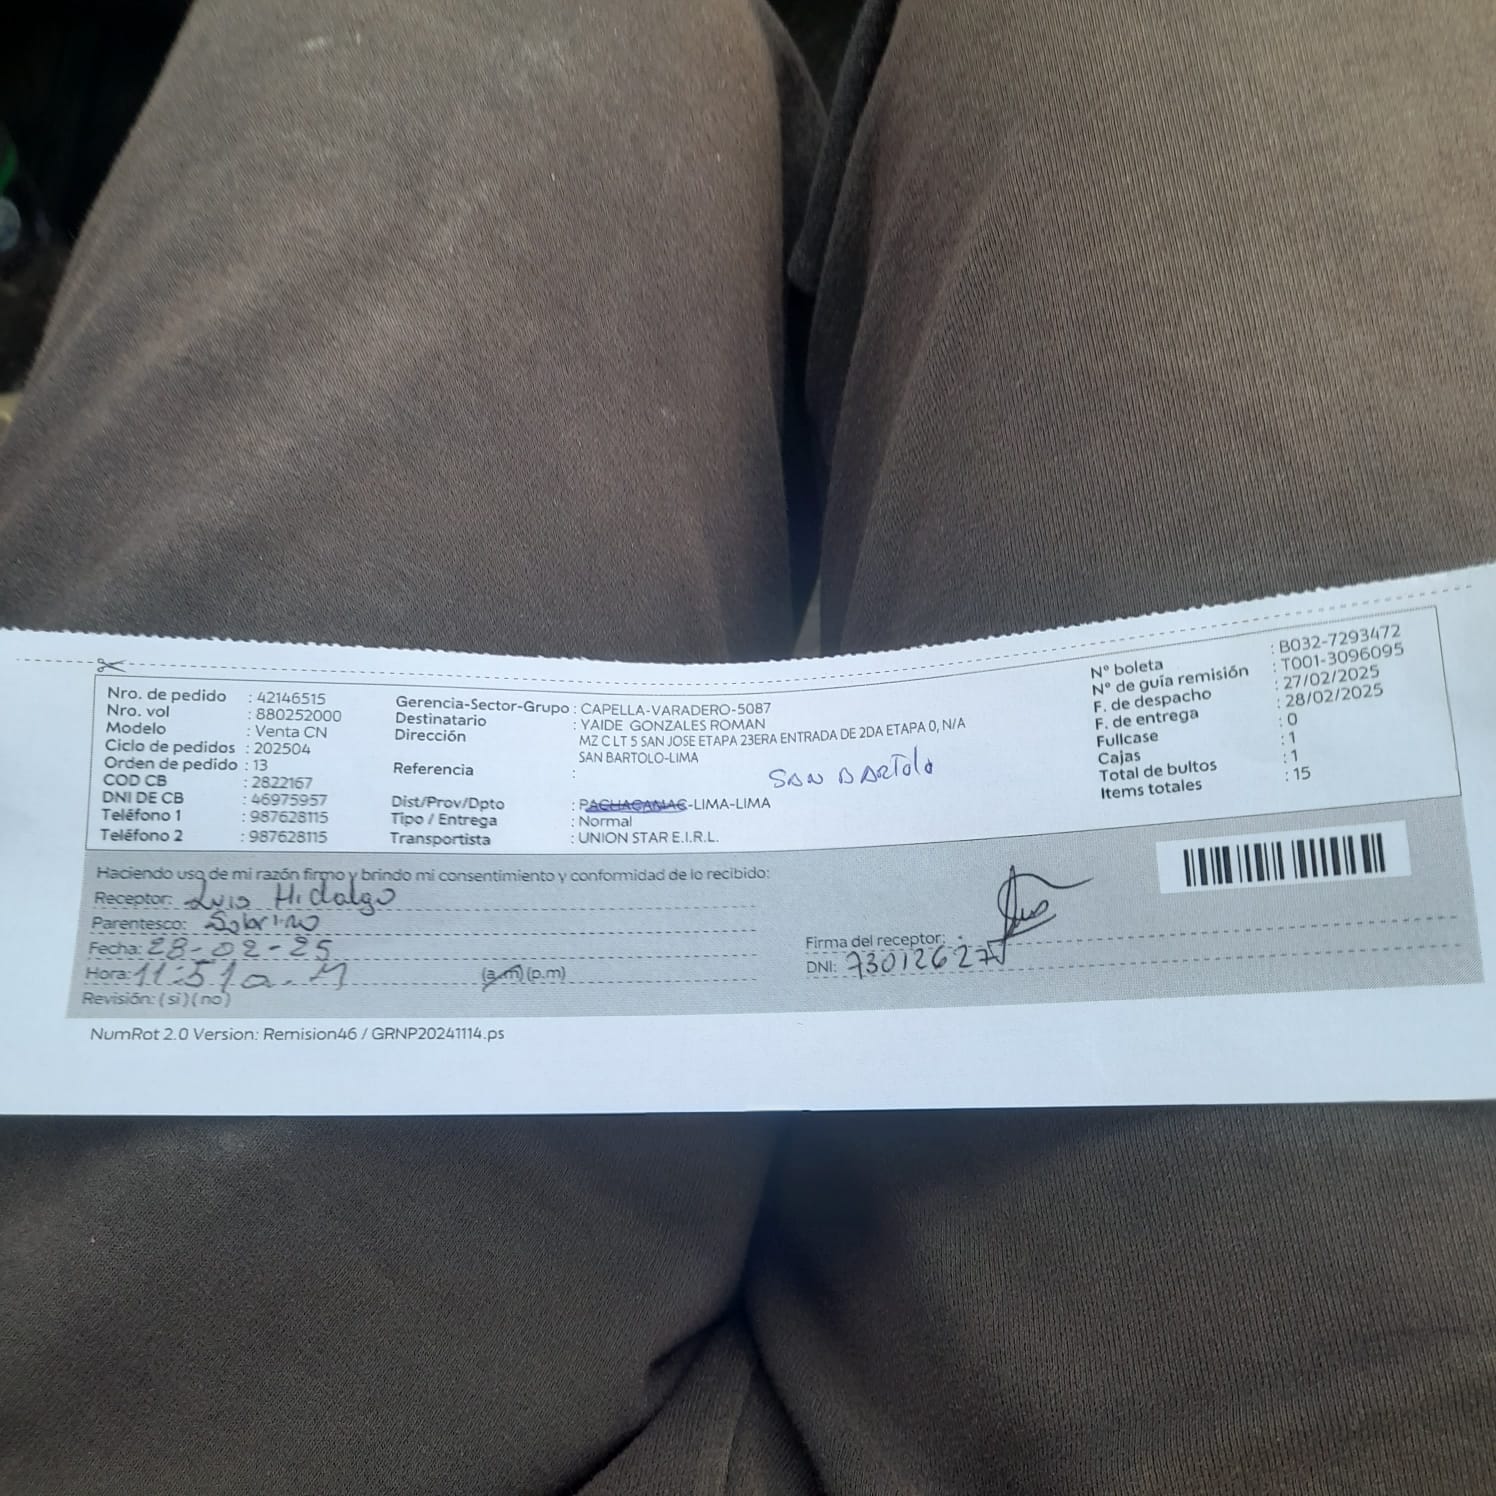 Nro. de pedido : 42146515
Nro. vol : 880252000
Modelo : Venta CN
Ciclo de pedidos : 202504
Orden de pedido : 13
COD CB : 2822167
DNI DE CB : 46975957
Teléfono 1 : 987628115
Teléfono 2 : 987628115
Gerencia-Sector-Grupo : CAPELLA-VARADERO-5087
Destinatario : YAIDE GONZALES ROMAN
Dirección : MZ C LT 5 SAN JOSE ETAPA 23ERA ENTRADA DE 2DA ETAPA 0, N/A
SAN BARTOLO-LIMA
Referencia :
SAN BARTolo
Dist/Prov/Dpto : PACHACAMAC-LIMA-LIMA
Tipo / Entrega : Normal
Transportista : UNION STAR E.I.R.L.
N° boleta : B032-7293472
N° de guía remisión : T001-3096095
F. de despacho : 27/02/2025
F. de entrega : 28/02/2025
Fullcase : 0
Cajas : 1
Total de bultos : 1
Items totales : 15
Haciendo uso de mi razón firmo y brindo mi consentimiento y conformidad de lo recibido:
Receptor: Luis Hidalgo
Parentesco: Sobrino
Fecha: 28-02-25
Hora: 11:51 a.M (a.m) (p.m)
Revisión: (si) (no)
Firma del receptor:
DNI: 73012627
NumRot 2.0 Version: Remision46 / GRNP20241114.ps